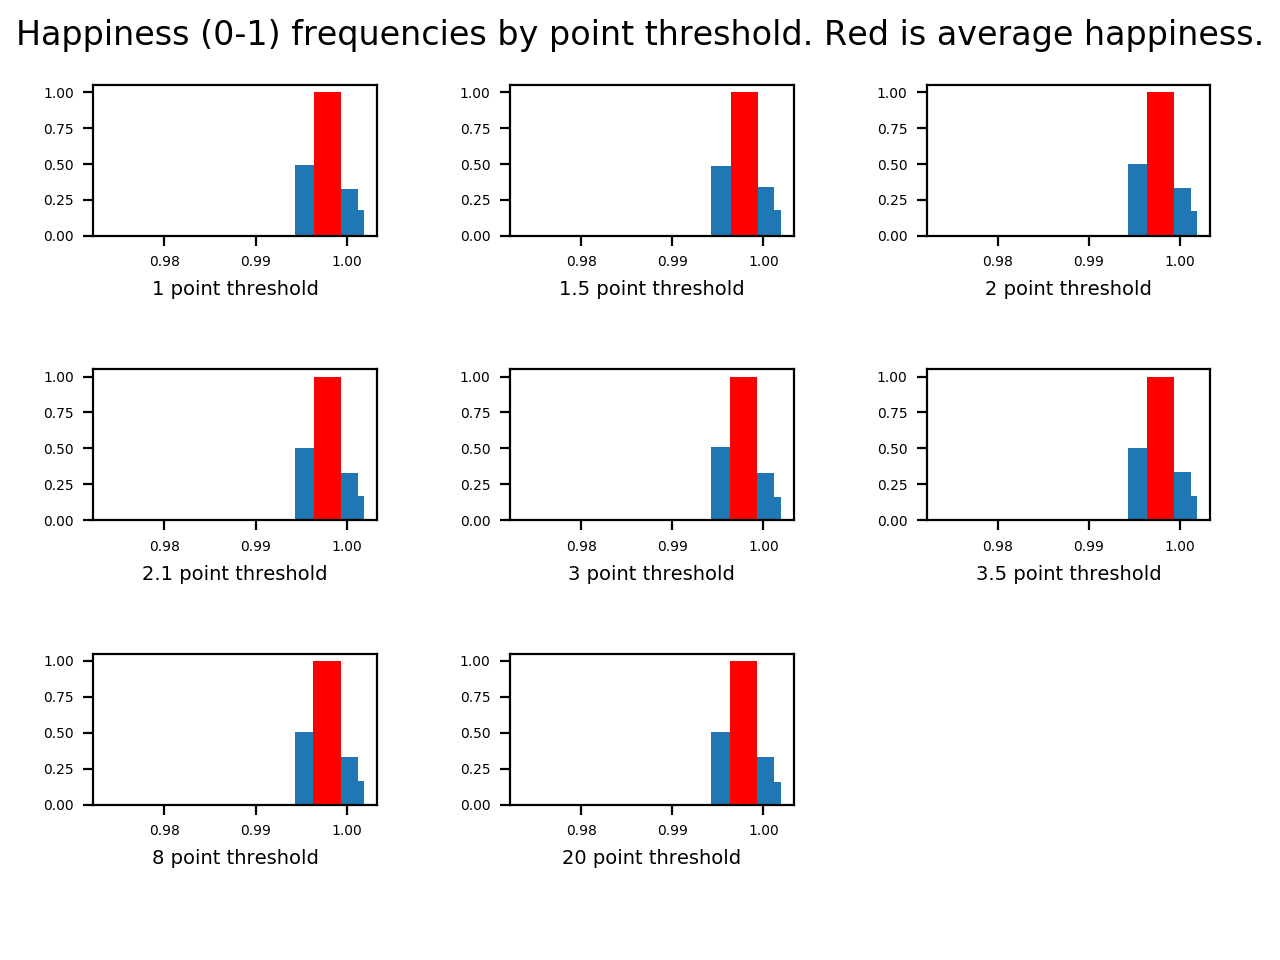 Happiness (0-1) frequencies by point threshold. Red is average happiness.
1.00 1.00 1.00
0.75 0.75 0.75
0.50 0.50 0.50
0.25 0.25 0.25
0.00 0.00 0.00
0.98 0.99 1.00 0.98 0.99 1.00 0.98 0.99 1.00
1 point threshold 1.5 point threshold 2 point threshold
1.00 1.00 1.00
0.75 0.75 0.75
0.50 0.50 0.50
0.25 0.25 0.25
0.00 0.00 0.00
0.98 0.99 1.00 0.98 0.99 1.00 0.98 0.99 1.00
2.1 point threshold 3 point threshold 3.5 point threshold
1.00 1.00
0.75 0.75
0.50 0.50
0.25 0.25
0.00 0.00
0.98 0.99 1.00 0.98 0.99 1.00
8 point threshold 20 point threshold